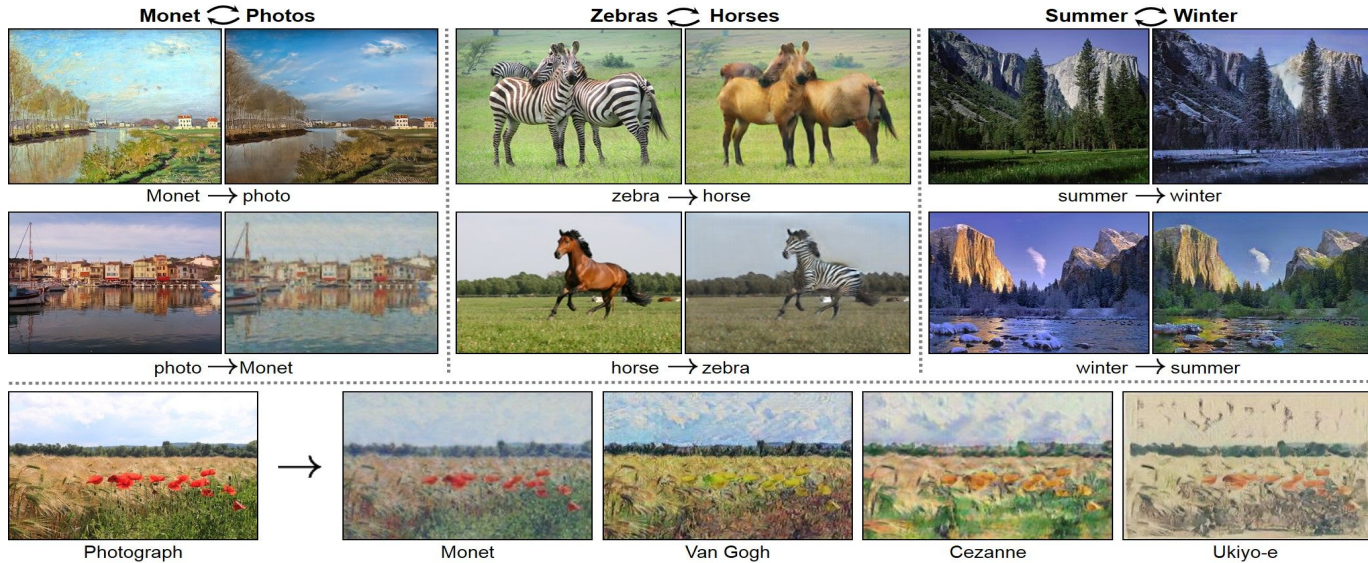 Monet ⇄ Photos
Zebras ⇄ Horses
Summer ⇄ Winter
Monet → photo
zebra → horse
summer → winter
photo → Monet
horse → zebra
winter → summer
Photograph
Monet
Van Gogh
Cezanne
Ukiyo-e